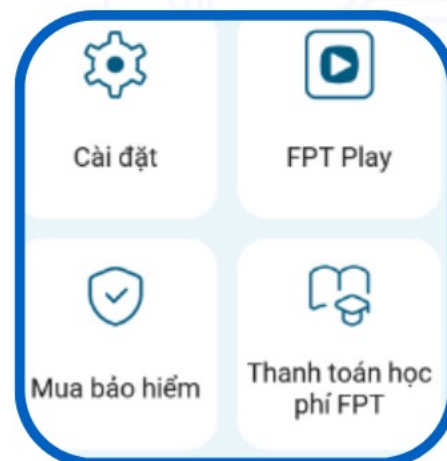 Cài đặt
FPT Play
Mua bảo hiểm
Thanh toán học
phí FPT